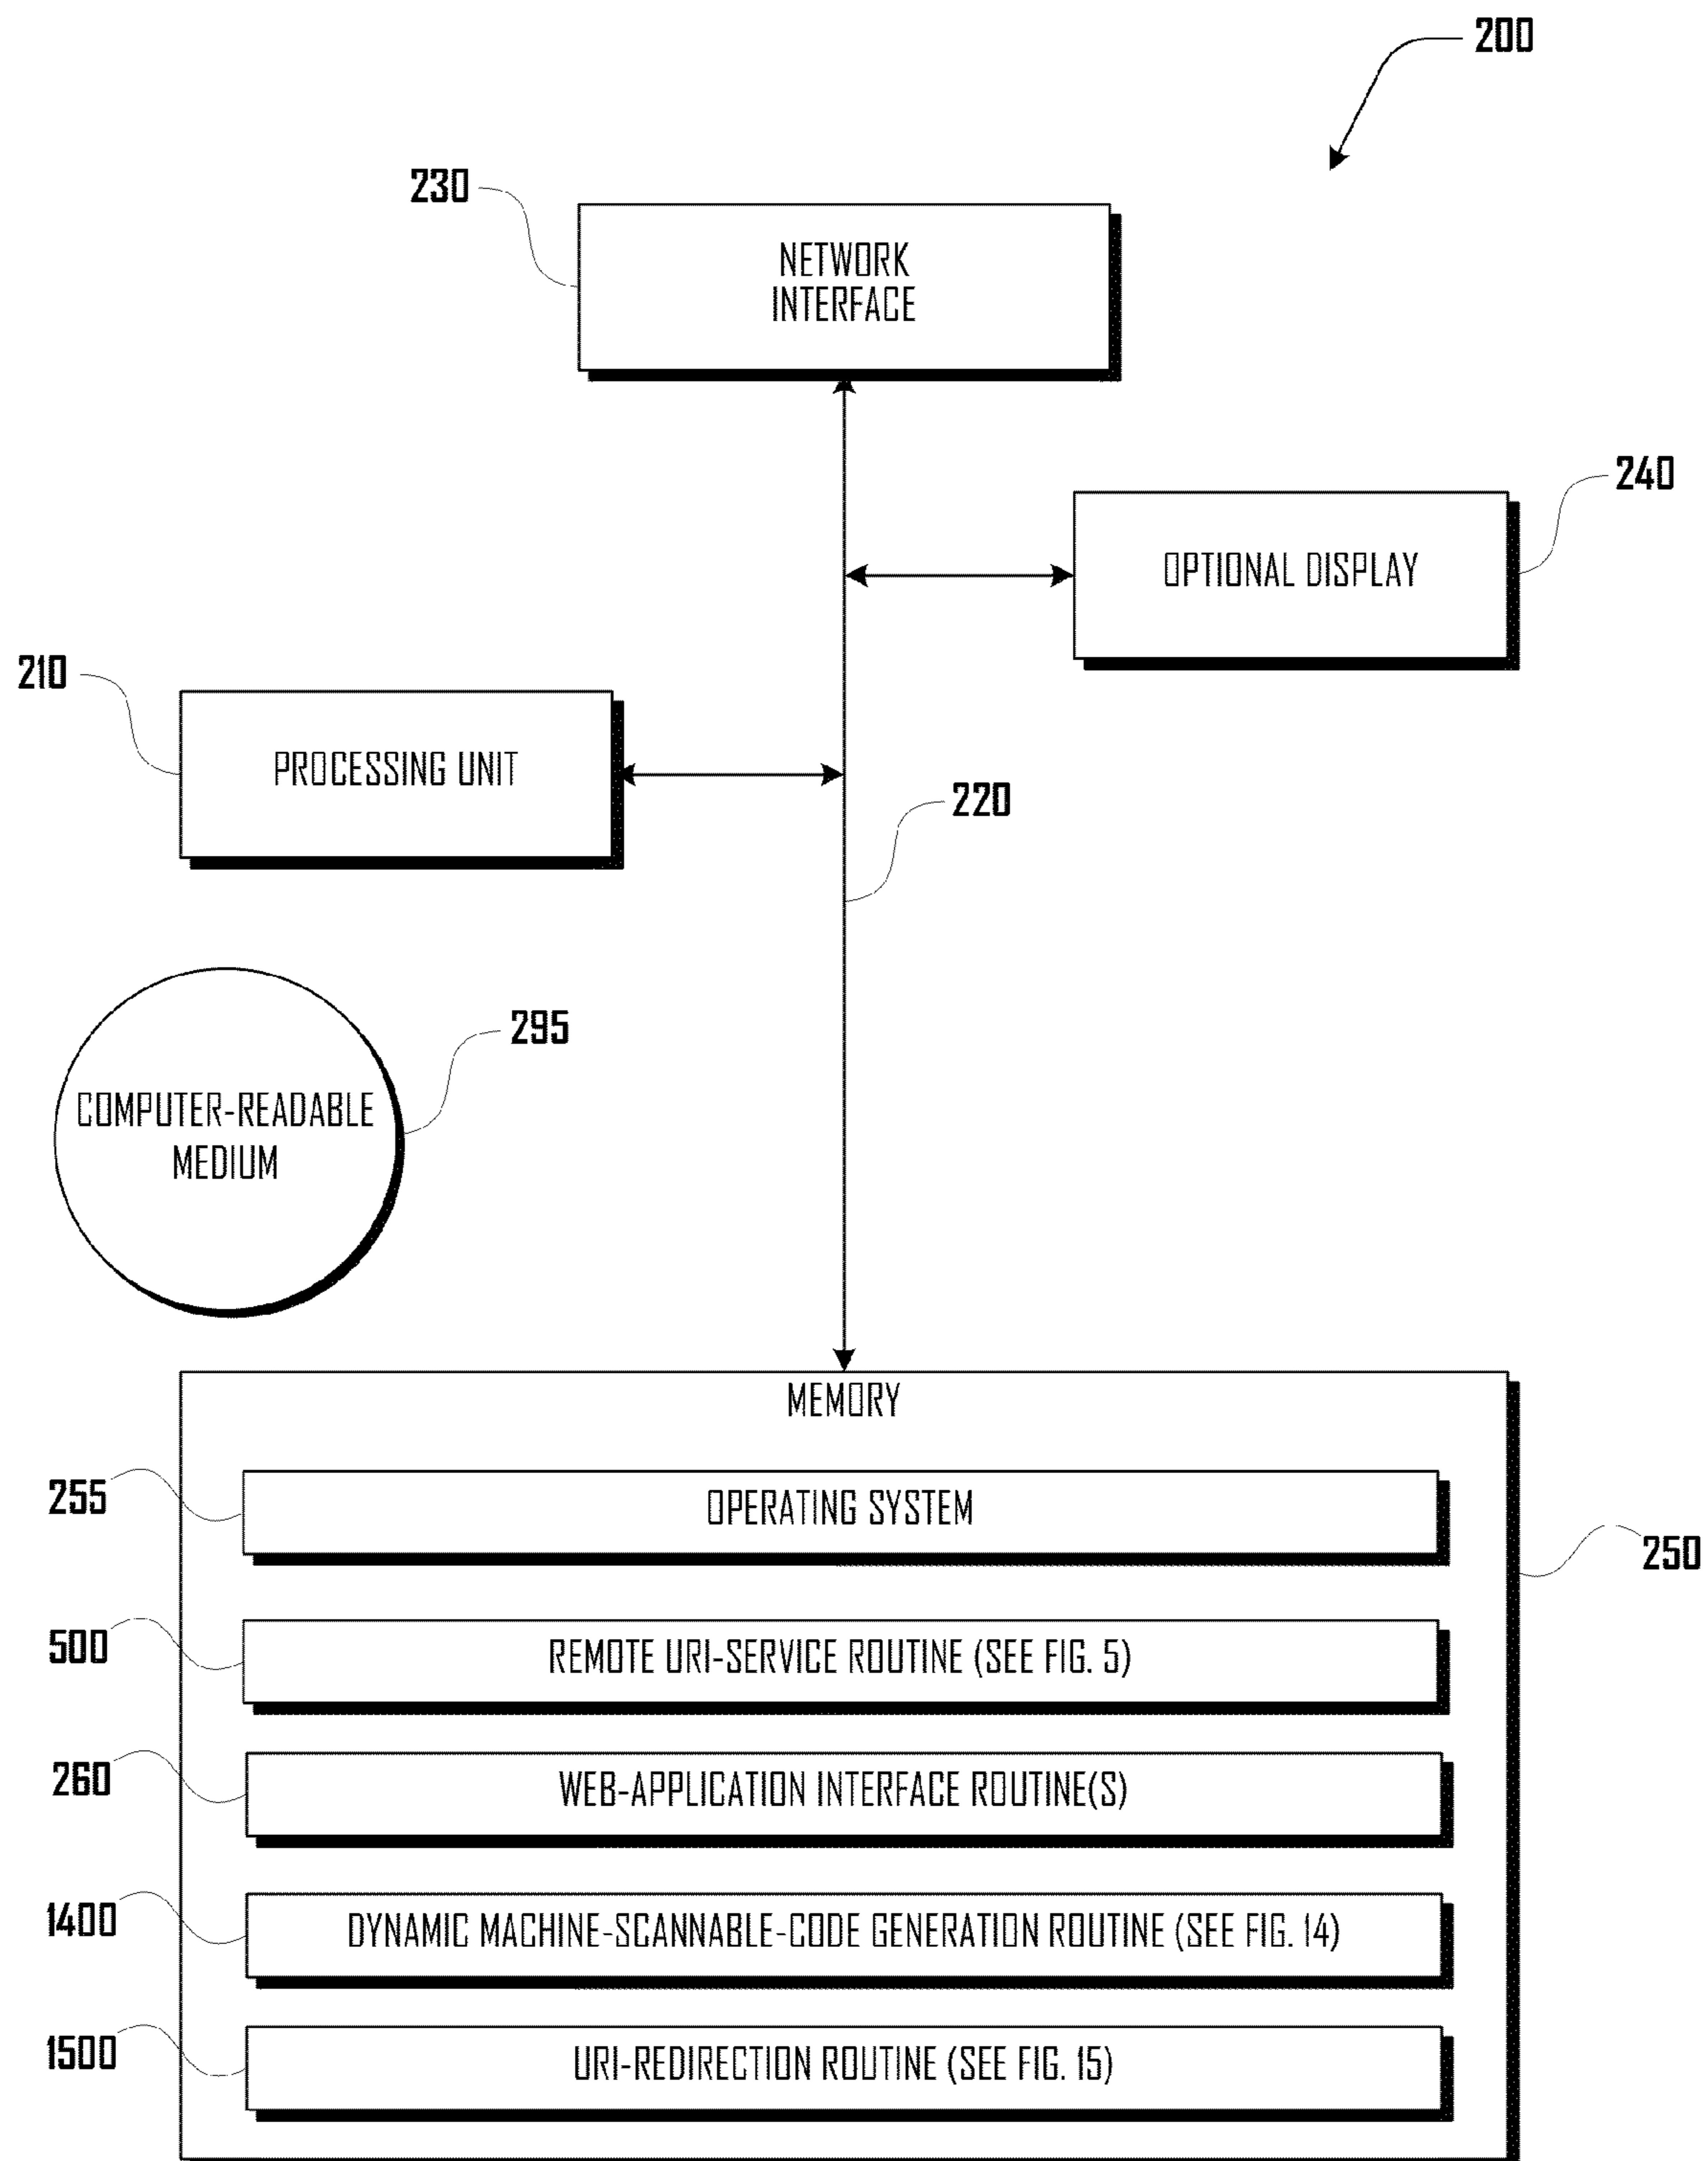 200
230
NETWORK
INTERFACE
240
OPTIONAL DISPLAY
210
PROCESSING UNIT
220
295
COMPUTER-READABLE
MEDIUM
MEMORY
255
OPERATING SYSTEM
250
500
REMOTE URI-SERVICE ROUTINE (SEE FIG. 5)
260
WEB-APPLICATION INTERFACE ROUTINE(S)
1400
DYNAMIC MACHINE-SCANNABLE-CODE GENERATION ROUTINE (SEE FIG. 14)
1500
URI-REDIRECTION ROUTINE (SEE FIG. 15)